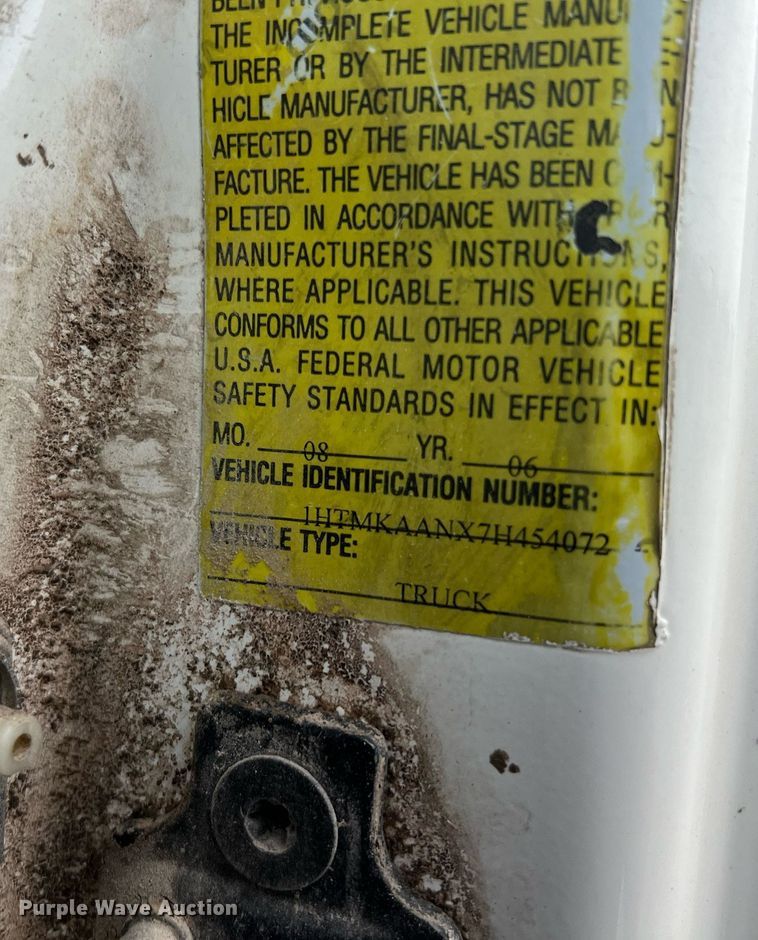 THE INCOMPLETE VEHICLE MANU
TURER OR BY THE INTERMEDIATE
HICLE MANUFACTURER, HAS NOT
AFFECTED BY THE FINAL-STAGE
FACTURE. THE VEHICLE HAS BEEN
PLETED IN ACCORDANCE WITH
MANUFACTURER'S INSTRUCTIONS,
WHERE APPLICABLE. THIS VEHICLE
CONFORMS TO ALL OTHER APPLICABLE
U.S.A. FEDERAL MOTOR VEHICLE
SAFETY STANDARDS IN EFFECT IN:
MO. 08 YR. 06
VEHICLE IDENTIFICATION NUMBER:
1HTMKAANX7H454072
VEHICLE TYPE:
TRUCK
Purple Wave Auction